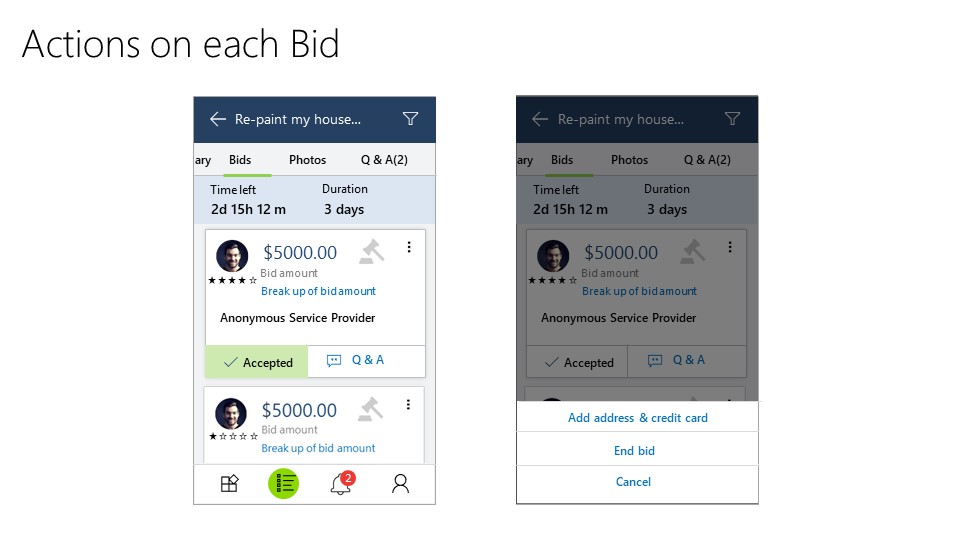 Actions on each Bid
Re-paint my house...
ary Bids Photos Q & A(2)
Time left Duration
2d 15h 12 m 3 days
$5000.00
Bid amount
Break up of bid amount
Anonymous Service Provider
Accepted Q & A
$5000.00
Bid amount
Break up of bid amount
2
Re-paint my house...
ary Bids Photos Q & A(2)
Time left Duration
2d 15h 12 m 3 days
$5000.00
Bid amount
Break up of bid amount
Anonymous Service Provider
Accepted Q & A
Add address & credit card
End bid
Cancel